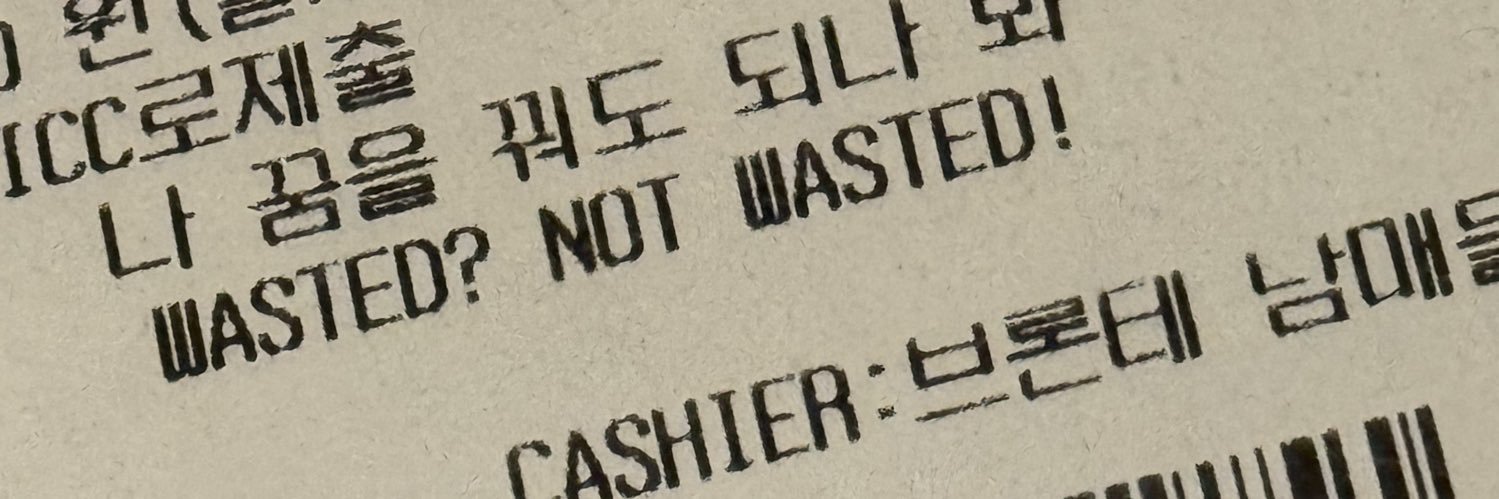 ICC로제출
나 꿈을 꿔도 되나 봐
WASTED? NOT WASTED!
CASHIER:브론테 남매들